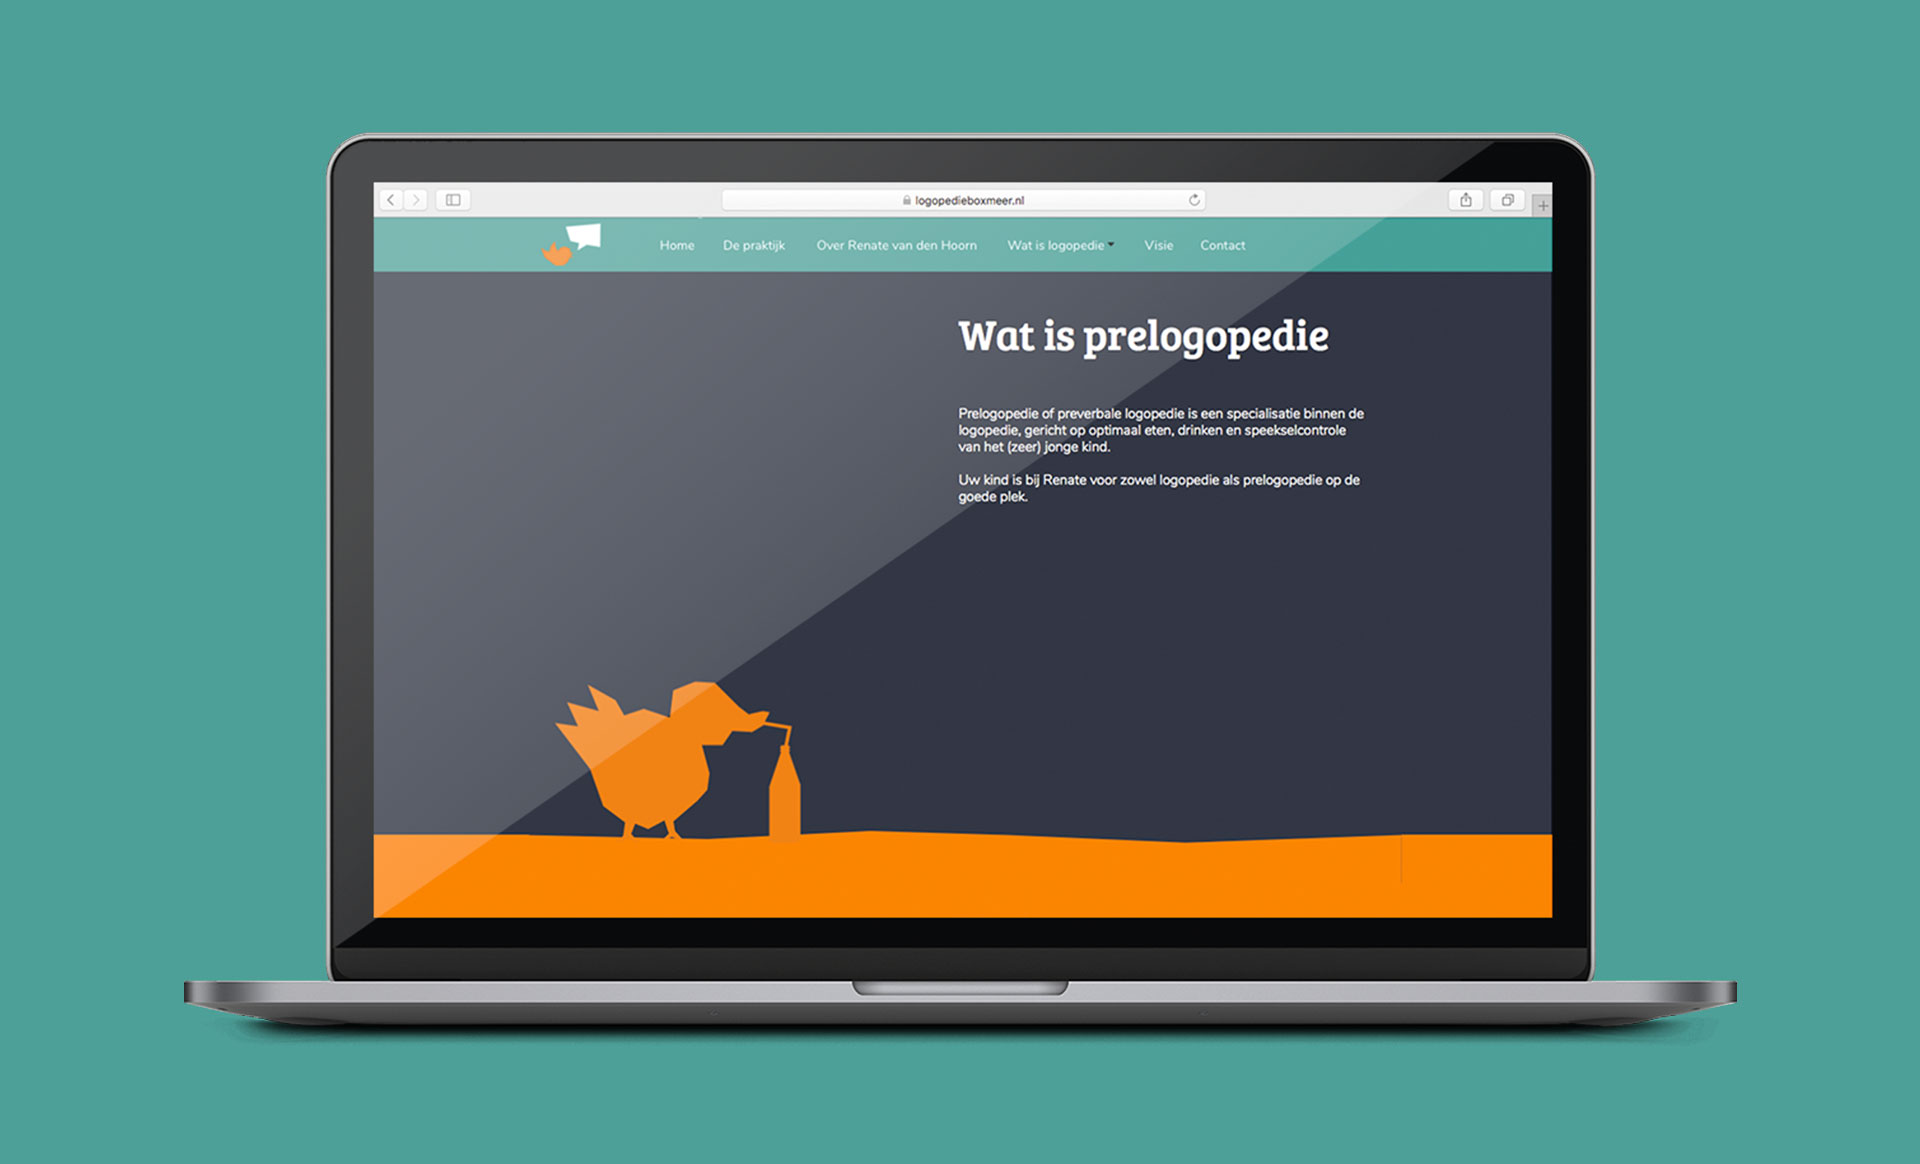 logopedieboxmeer.nl
Home De praktijk Over Renate van den Hoorn Wat is logopedie Visie Contact
Wat is prelogopedie
Prelogopedie of preverbale logopedie is een specialisatie binnen de
logopedie, gericht op optimaal eten, drinken en speekselcontrole
van het (zeer) jonge kind.
Uw kind is bij Renate voor zowel logopedie als prelogopedie op de
goede plek.